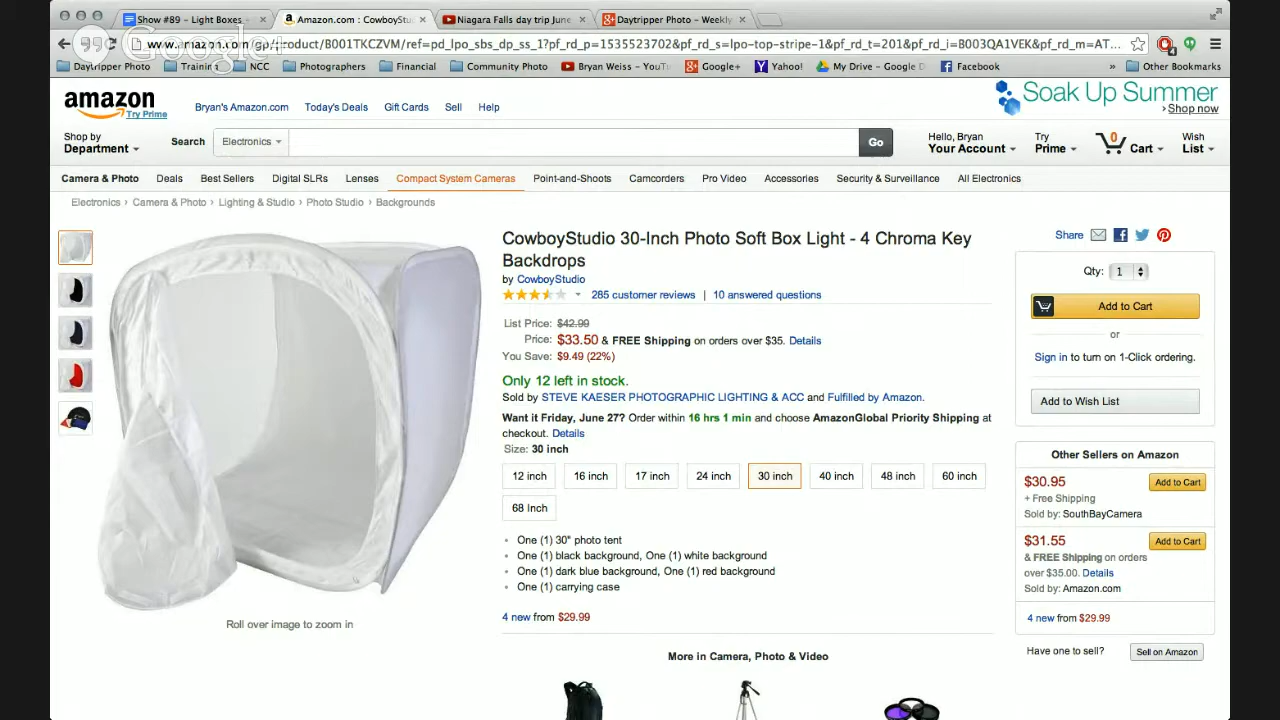 Show #89 - Light Boxes -
Amazon.com : CowboyStu
Niagara Falls day trip June
Daytripper Photo - Weekly
www.amazon.com/gp/product/B001TKCZVM/ref=pd_lpo_sbs_dp_ss_1?pf_rd_p=1535523702&pf_rd_s=lpo-top-stripe-1&pf_rd_t=201&pf_rd_i=B003QA1VEK&pf_rd_m=AT...
Google+
Daytripper Photo
Training
NCC
Photographers
Financial
Community Photo
Bryan Weiss - YouTu
Google+
Yahoo!
My Drive - Google D
Facebook
»
Other Bookmarks
amazon
Try Prime
Bryan's Amazon.com Today's Deals Gift Cards Sell Help
Soak Up Summer
› Shop now
Shop by
Department
Search
Electronics
Go
Hello, Bryan
Your Account
Try
Prime
0
Cart
Wish
List
Camera & Photo Deals Best Sellers Digital SLRs Lenses Compact System Cameras Point-and-Shoots Camcorders Pro Video Accessories Security & Surveillance All Electronics
Electronics › Camera & Photo › Lighting & Studio › Photo Studio › Backgrounds
CowboyStudio 30-Inch Photo Soft Box Light - 4 Chroma Key
Backdrops
by CowboyStudio
285 customer reviews | 10 answered questions
List Price: $42.99
Price: $33.50 & FREE Shipping on orders over $35. Details
You Save: $9.49 (22%)
Only 12 left in stock.
Sold by STEVE KAESER PHOTOGRAPHIC LIGHTING & ACC and Fulfilled by Amazon.
Want it Friday, June 27? Order within 16 hrs 1 min and choose AmazonGlobal Priority Shipping at
checkout. Details
Size: 30 inch
12 inch 16 inch 17 inch 24 inch 30 inch 40 inch 48 inch 60 inch
68 Inch
One (1) 30" photo tent
One (1) black background, One (1) white background
One (1) dark blue background, One (1) red background
One (1) carrying case
4 new from $29.99
Roll over image to zoom in
More in Camera, Photo & Video
Share
Qty: 1
Add to Cart
or
Sign in to turn on 1-Click ordering.
Add to Wish List
Other Sellers on Amazon
$30.95
Add to Cart
+ Free Shipping
Sold by: SouthBayCamera
$31.55
Add to Cart
& FREE Shipping on orders
over $35.00. Details
Sold by: Amazon.com
4 new from $29.99
Have one to sell?
Sell on Amazon